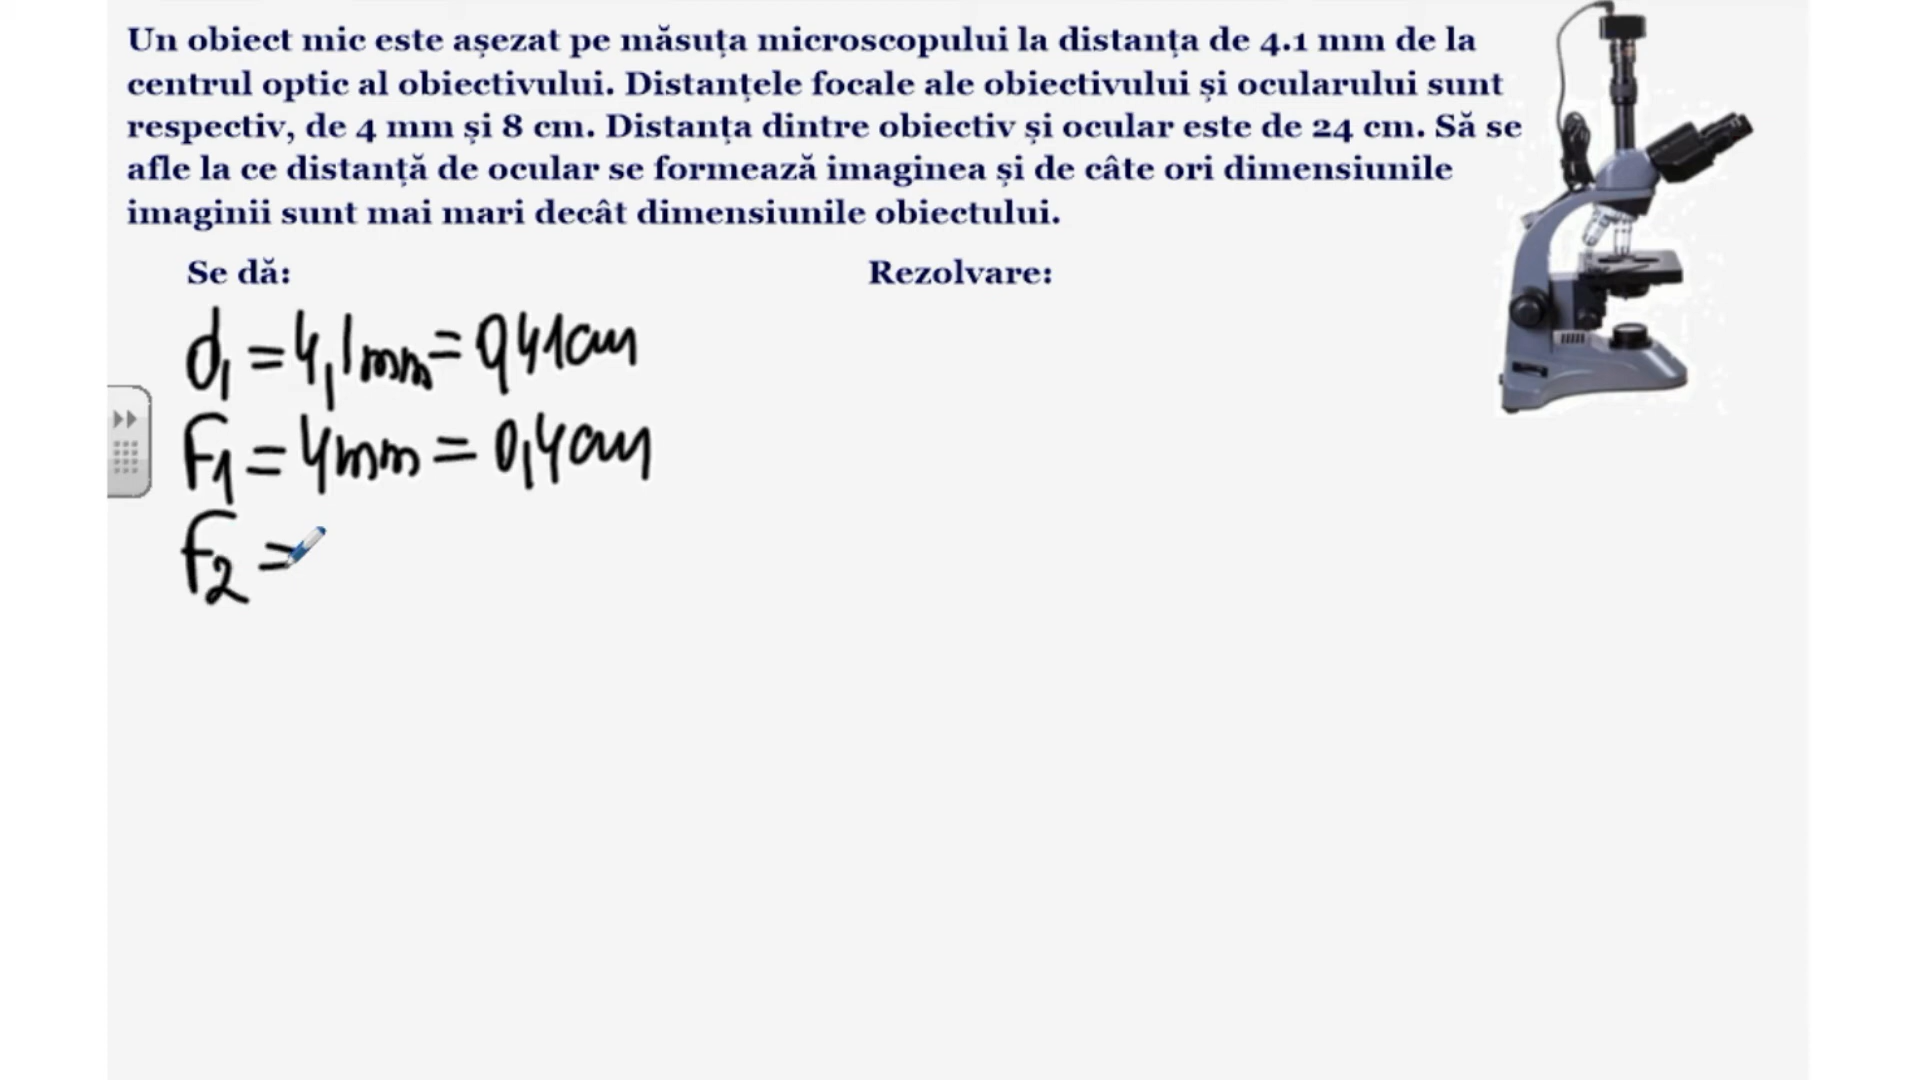 Un obiect mic este așezat pe măsuța microscopului la distanța de 4.1 mm de la
centrul optic al obiectivului. Distanțele focale ale obiectivului și ocularului sunt
respectiv, de 4 mm și 8 cm. Distanța dintre obiectiv și ocular este de 24 cm. Să se
afle la ce distanță de ocular se formează imaginea și de câte ori dimensiunile
imaginii sunt mai mari decât dimensiunile obiectului.
Se dă:
Rezolvare:
d₁ = 4,1mm = 0,41cm
F₁ = 4mm = 0,4cm
F₂ =